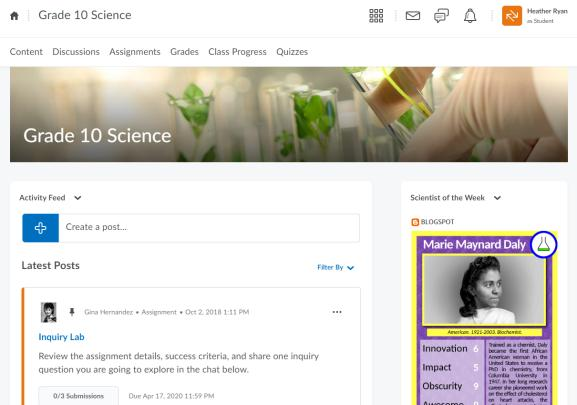 Grade 10 Science
Heather Ryan
as Student
Content Discussions Assignments Grades Class Progress Quizzes
Grade 10 Science
Activity Feed
Create a post...
Latest Posts
Filter By
Gina Hernandez • Assignment • Oct 2, 2018 1:11 PM
Inquiry Lab
Review the assignment details, success criteria, and share one inquiry
question you are going to explore in the chat below.
0/3 Submissions Due Apr 17, 2020 11:59 PM
Scientist of the Week
BLOGSPOT
Marie Maynard Daly
American. 1921-2003. Biochemist.
Innovation 6
Impact 5
Obscurity 9
Awesome
Trained as a chemist, Daly
became the first African
American woman in the
United States to receive a
PhD in chemistry, from
Columbia University in
1947. In her long research
career she pioneered work
on the effect of cholesterol
on heart attacks, the